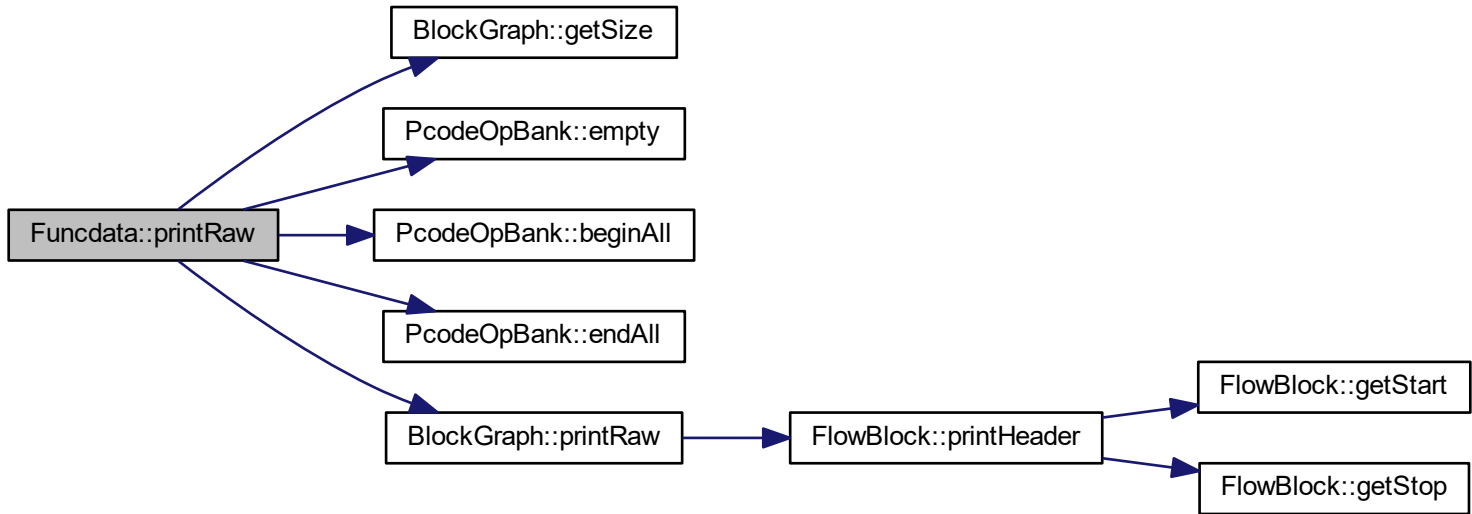 BlockGraph::getSize
PcodeOpBank::empty
Funcdata::printRaw
PcodeOpBank::beginAll
PcodeOpBank::endAll
BlockGraph::printRaw
FlowBlock::printHeader
FlowBlock::getStart
FlowBlock::getStop